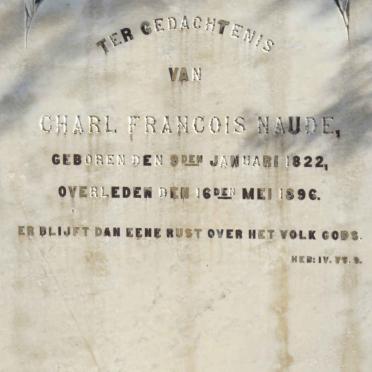 TER GEDACHTENIS
VAN
CHARL FRANCOIS NAUDE,
GEBOREN DEN 9DEN JANUARI 1822,
OVERLEDEN DEN 16DEN MEI 1896.
ER BLIJFT DAN EENE RUST OVER HET VOLK GODS.
HEB: IV. VS. 9.